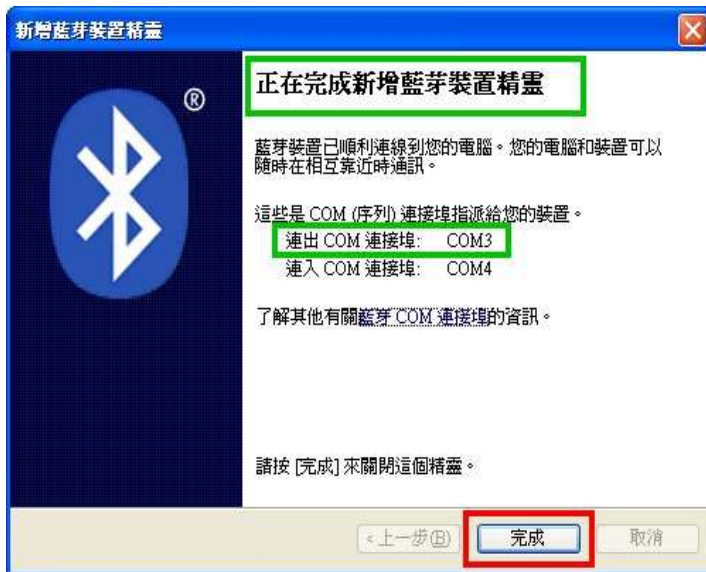 新增藍芽裝置精靈
®
正在完成新增藍芽裝置精靈
藍芽裝置已順利連線到您的電腦。您的電腦和裝置可以
隨時在相互靠近時通訊。
這些是 COM (序列) 連接埠指派給您的裝置。
連出 COM 連接埠: COM3
連入 COM 連接埠: COM4
了解其他有關藍芽 COM 連接埠的資訊。
請按 [完成] 來關閉這個精靈。
<上一步(B) 完成 取消